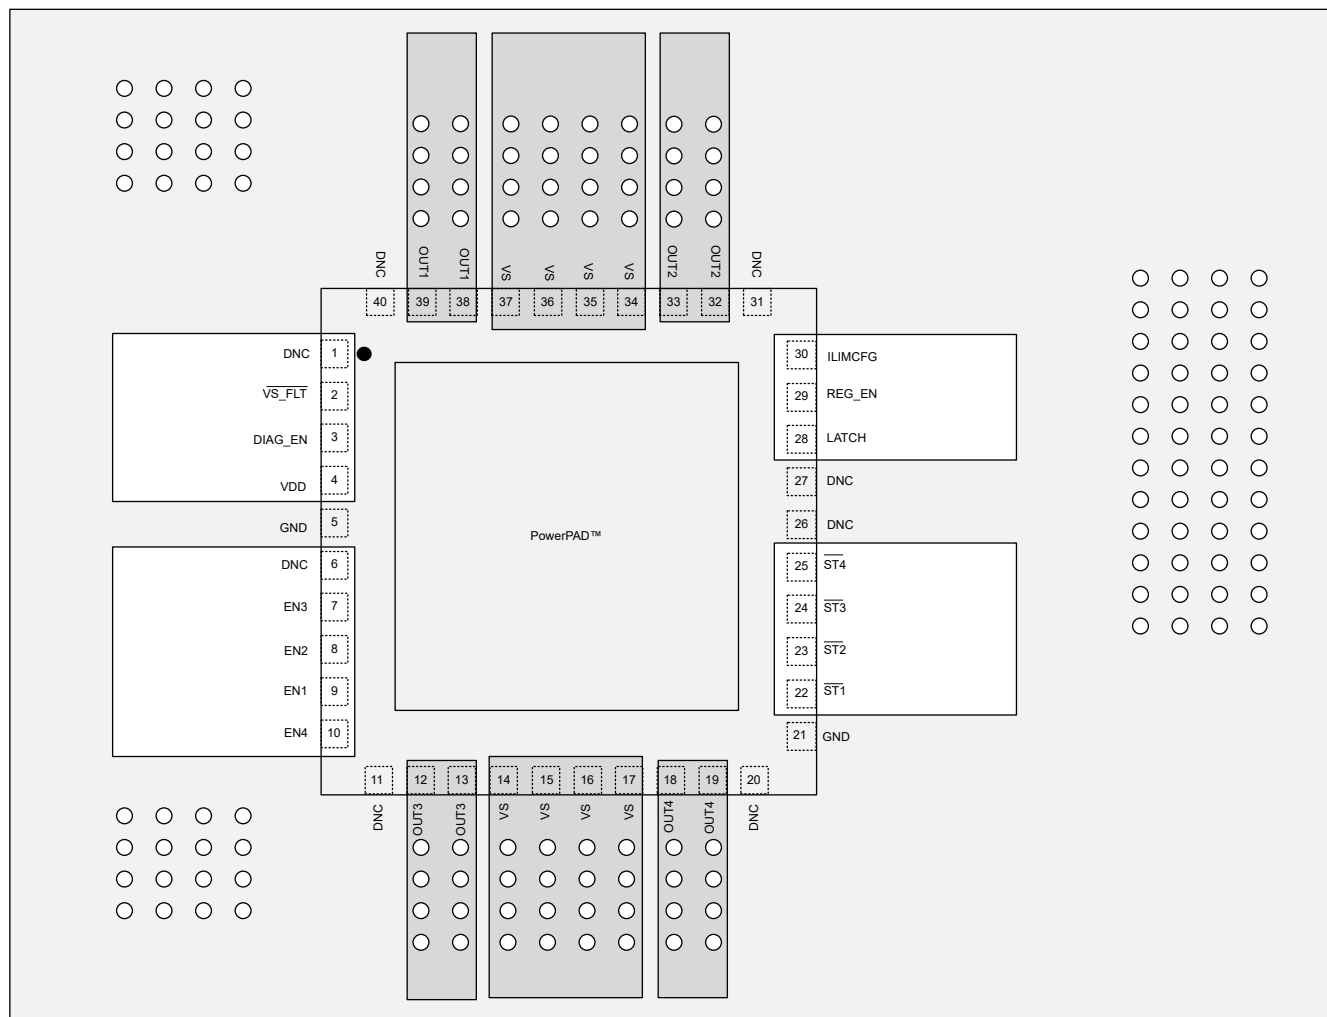 DNC OUT1 OUT1 VS VS VS VS OUT2 OUT2 DNC
40 39 38 37 36 35 34 33 32 31
DNC 1
30 ILIMCFG
VS_FLT 2
29 REG_EN
DIAG_EN 3
28 LATCH
VDD 4
27 DNC
GND 5
26 DNC
PowerPAD™
DNC 6
25 ST4
EN3 7
24 ST3
EN2 8
23 ST2
EN1 9
22 ST1
EN4 10
21 GND
11 12 13 14 15 16 17 18 19 20
DNC OUT3 OUT3 VS VS VS VS OUT4 OUT4 DNC